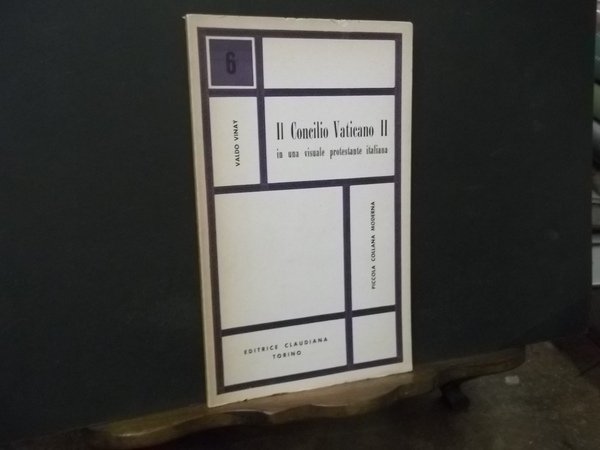 6
VALDO VINAY
Il Concilio Vaticano II
in una visuale protestante italiana
PICCOLA COLLANA MODERNA
EDITRICE CLAUDIANA
TORINO